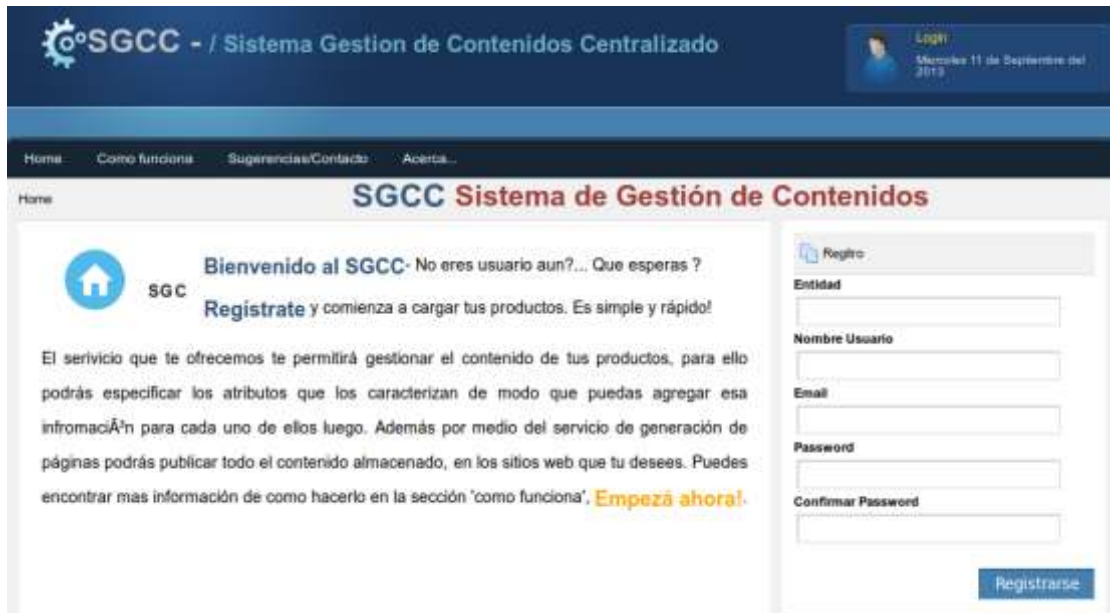 SGCC - / Sistema Gestion de Contenidos Centralizado
Login
Miercoles 11 de Septiembre del
2013
Home Como funciona Sugerencias/Contacto Acerca...
Home
SGCC Sistema de Gestión de Contenidos
SGC
Bienvenido al SGCC- No eres usuario aun?... Que esperas ?
Regístrate y comienza a cargar tus productos. Es simple y rápido!
El serivicio que te ofrecemos te permitirá gestionar el contenido de tus productos, para ello
podrás especificar los atributos que los caracterizan de modo que puedas agregar esa
infromaciÃ³n para cada uno de ellos luego. Además por medio del servicio de generación de
páginas podrás publicar todo el contenido almacenado, en los sitios web que tu desees. Puedes
encontrar mas información de como hacerlo en la sección 'como funciona', Empezá ahora!.
Regitro
Entidad
Nombre Usuario
Email
Password
Confirmar Password
Registrarse